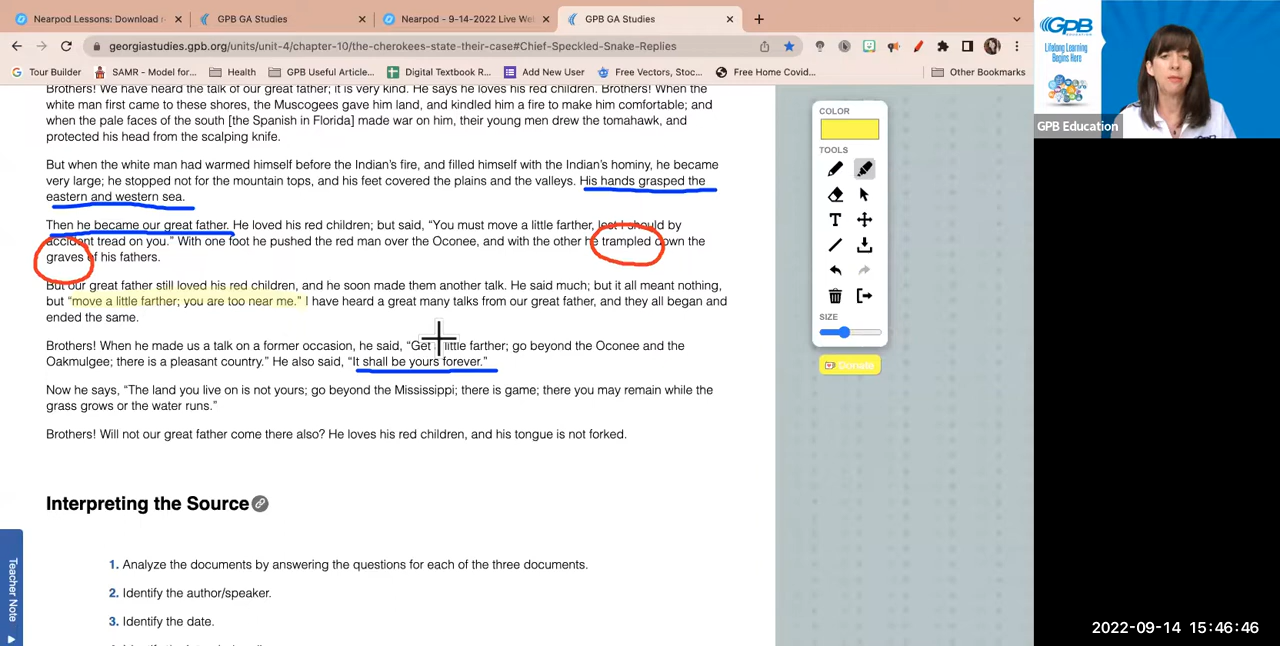 Nearpod Lessons: Download r
GPB GA Studies
Nearpod - 9-14-2022 Live We
GPB GA Studies
georgiastudies.gpb.org/units/unit-4/chapter-10/the-cherokees-state-their-case#Chief-Speckled-Snake-Replies
Tour Builder
SAMR - Model for...
Health
GPB Useful Article...
Digital Textbook R...
Add New User
Free Vectors, Stoc...
Free Home Covid...
Other Bookmarks
Brothers! We have heard the talk of our great father; it is very kind. He says he loves his red children. Brothers! When the
white man first came to these shores, the Muscogees gave him land, and kindled him a fire to make him comfortable; and
when the pale faces of the south [the Spanish in Florida] made war on him, their young men drew the tomahawk, and
protected his head from the scalping knife.
But when the white man had warmed himself before the Indian's fire, and filled himself with the Indian's hominy, he became
very large; he stopped not for the mountain tops, and his feet covered the plains and the valleys. His hands grasped the
eastern and western sea.
Then he became our great father. He loved his red children; but said, “You must move a little farther, lest I should by
accident tread on you.” With one foot he pushed the red man over the Oconee, and with the other he trampled down the
graves of his fathers.
But our great father still loved his red children, and he soon made them another talk. He said much; but it all meant nothing,
but “move a little farther; you are too near me.” I have heard a great many talks from our great father, and they all began and
ended the same.
Brothers! When he made us a talk on a former occasion, he said, “Get little farther; go beyond the Oconee and the
Oakmulgee; there is a pleasant country.” He also said, “It shall be yours forever.”
Now he says, “The land you live on is not yours; go beyond the Mississippi; there is game; there you may remain while the
grass grows or the water runs.”
Brothers! Will not our great father come there also? He loves his red children, and his tongue is not forked.
Interpreting the Source
1. Analyze the documents by answering the questions for each of the three documents.
2. Identify the author/speaker.
3. Identify the date.
Teacher Note
COLOR
TOOLS
T
SIZE
Donate
GPB
EDUCATION
Lifelong Learning
Begins Here
GPB Education
2022-09-14 15:46:46